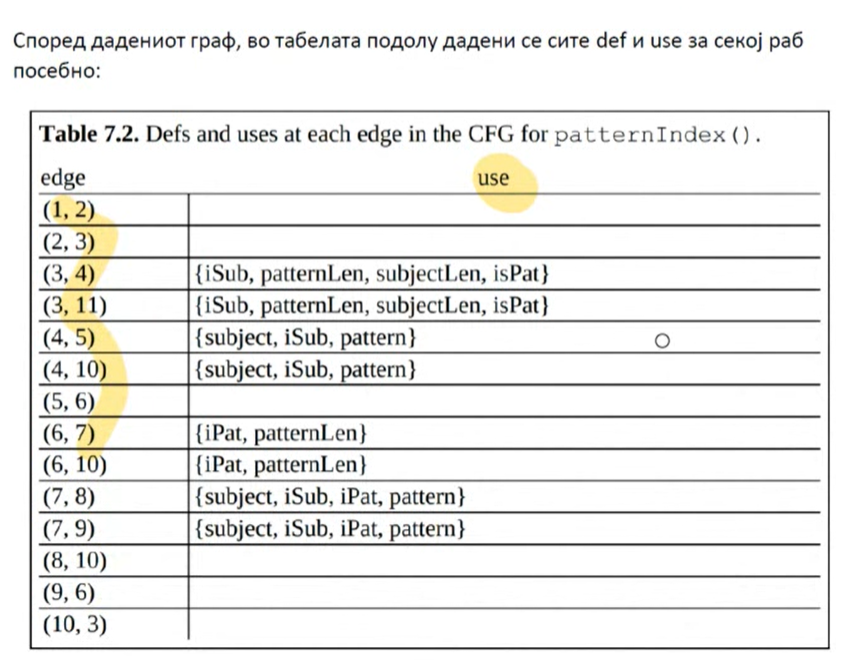 Според дадениот граф, во табелата подолу дадени се сите def и use за секој раб
посебно:
Table 7.2. Defs and uses at each edge in the CFG for patternIndex().
edge use
(1, 2)
(2, 3)
(3, 4) {iSub, patternLen, subjectLen, isPat}
(3, 11) {iSub, patternLen, subjectLen, isPat}
(4, 5) {subject, iSub, pattern}
(4, 10) {subject, iSub, pattern}
(5, 6)
(6, 7) {iPat, patternLen}
(6, 10) {iPat, patternLen}
(7, 8) {subject, iSub, iPat, pattern}
(7, 9) {subject, iSub, iPat, pattern}
(8, 10)
(9, 6)
(10, 3)